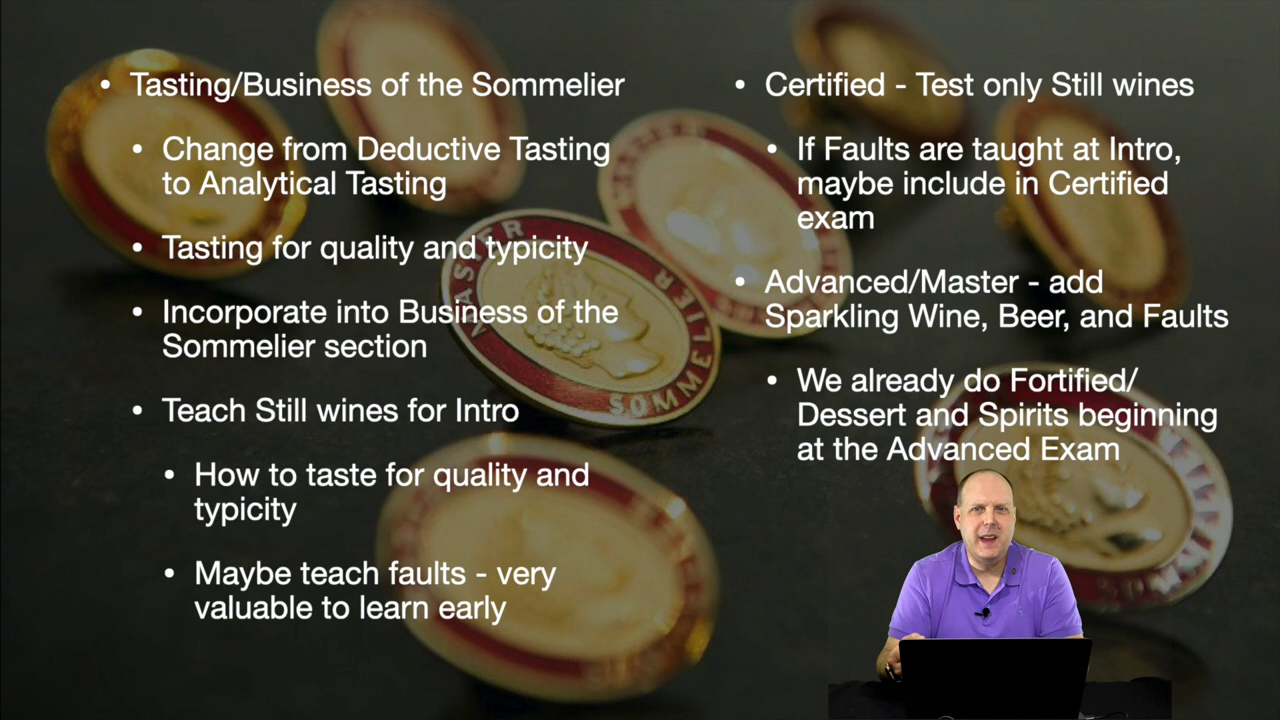 • Tasting/Business of the Sommelier
• Change from Deductive Tasting
to Analytical Tasting
• Tasting for quality and typicity
• Incorporate into Business of the
Sommelier section
• Teach Still wines for Intro
• How to taste for quality and
typicity
• Maybe teach faults - very
valuable to learn early
• Certified - Test only Still wines
• If Faults are taught at Intro,
maybe include in Certified
exam
• Advanced/Master - add
Sparkling Wine, Beer, and Faults
• We already do Fortified/
Dessert and Spirits beginning
at the Advanced Exam
MASTER
SOMMELIER